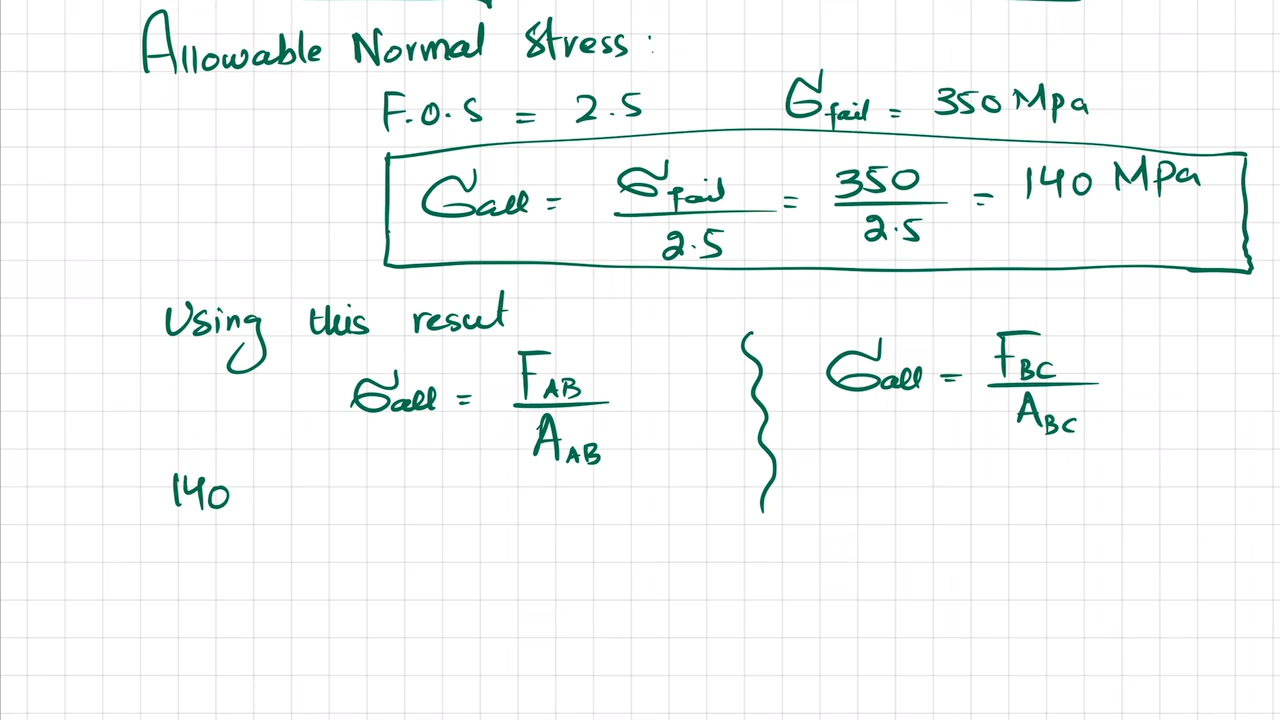 Allowable Normal Stress:
F.O.S = 2.5 σfail = 350 Mpa
σall = σfail / 2.5 = 350 / 2.5 = 140 MPa
Using this result
σall = FAB / AAB σall = FBC / ABC
140